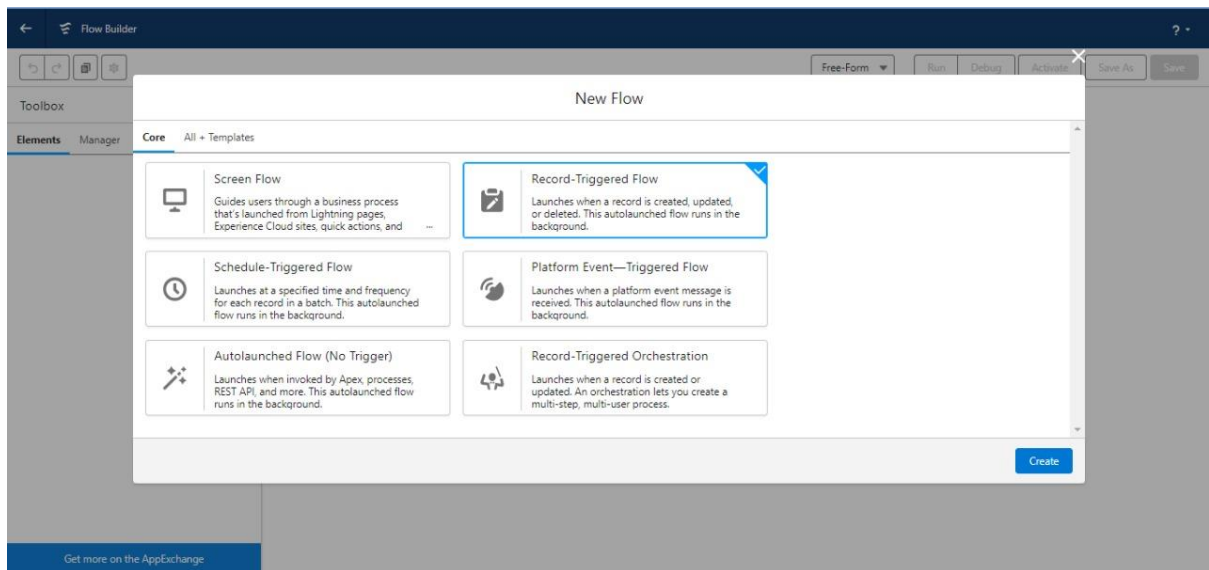 Flow Builder
?
Free-Form
Run
Debug
Activate
Save As
Save
Toolbox
Elements
Manager
New Flow
Core
All + Templates
Screen Flow
Guides users through a business process
that's launched from Lightning pages,
Experience Cloud sites, quick actions, and ...
Record-Triggered Flow
Launches when a record is created, updated,
or deleted. This autolaunched flow runs in the
background.
Schedule-Triggered Flow
Launches at a specified time and frequency
for each record in a batch. This autolaunched
flow runs in the background.
Platform Event—Triggered Flow
Launches when a platform event message is
received. This autolaunched flow runs in the
background.
Autolaunched Flow (No Trigger)
Launches when invoked by Apex, processes,
REST API, and more. This autolaunched flow
runs in the background.
Record-Triggered Orchestration
Launches when a record is created or
updated. An orchestration lets you create a
multi-step, multi-user process.
Create
Get more on the AppExchange